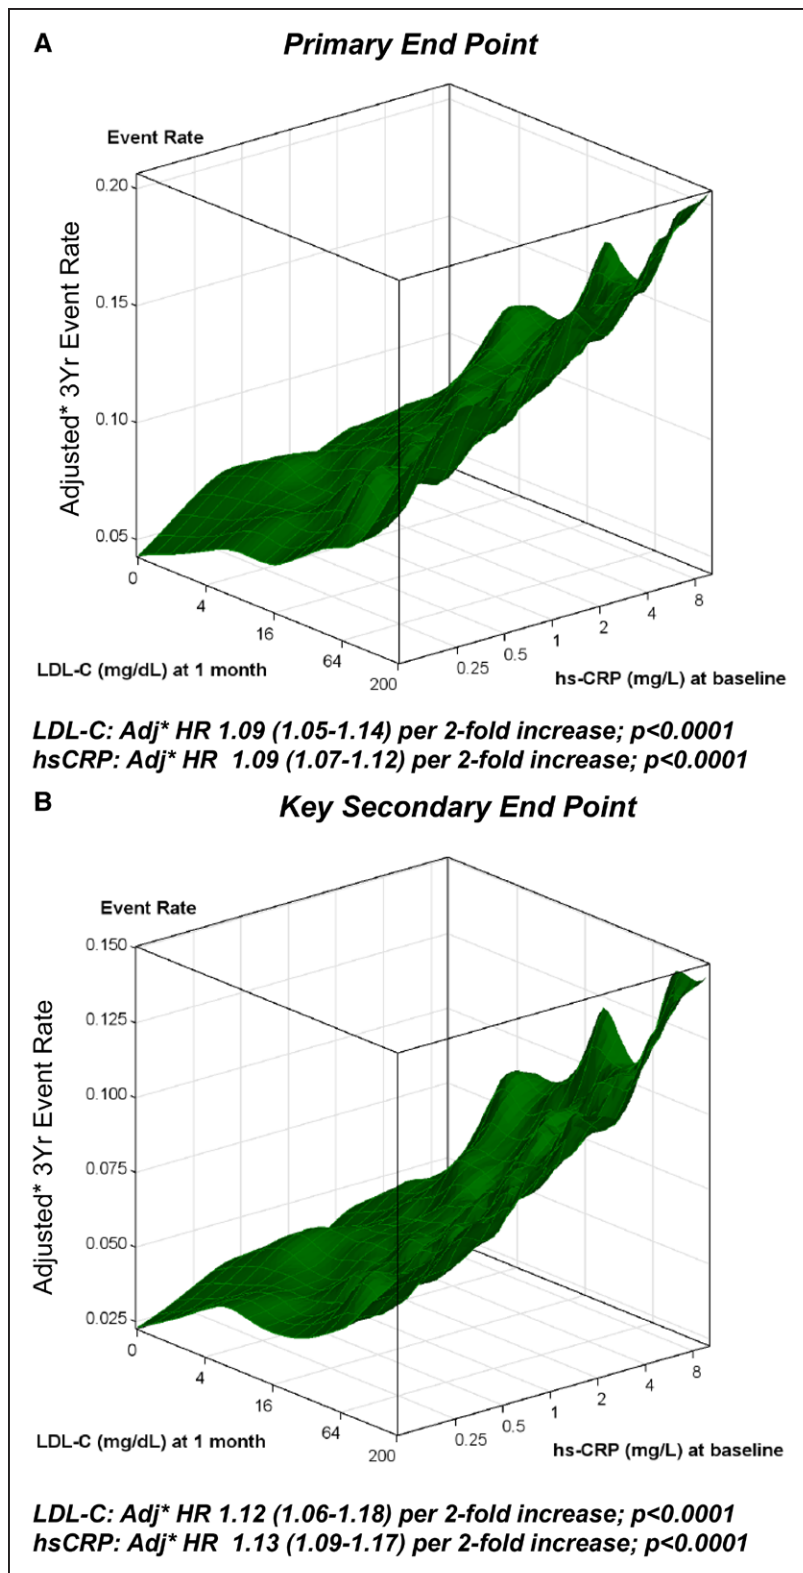 A
Primary End Point
Event Rate
Adjusted* 3Yr Event Rate
0.20
0.15
0.10
0.05
0
4
16
64
200
0.25
0.5
1
2
4
8
LDL-C (mg/dL) at 1 month
hs-CRP (mg/L) at baseline
LDL-C: Adj* HR 1.09 (1.05-1.14) per 2-fold increase; p<0.0001
hsCRP: Adj* HR 1.09 (1.07-1.12) per 2-fold increase; p<0.0001
B
Key Secondary End Point
Event Rate
Adjusted* 3Yr Event Rate
0.150
0.125
0.100
0.075
0.050
0.025
0
4
16
64
200
0.25
0.5
1
2
4
8
LDL-C (mg/dL) at 1 month
hs-CRP (mg/L) at baseline
LDL-C: Adj* HR 1.12 (1.06-1.18) per 2-fold increase; p<0.0001
hsCRP: Adj* HR 1.13 (1.09-1.17) per 2-fold increase; p<0.0001